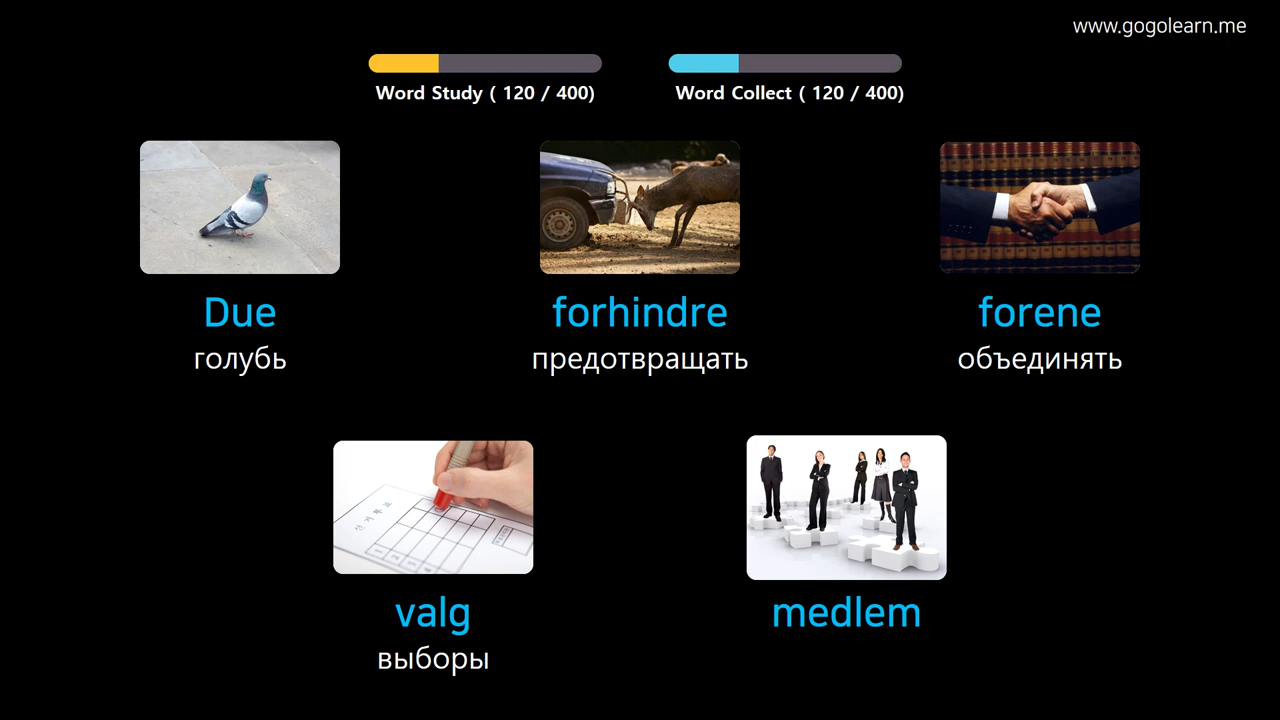 www.gogolearn.me
Word Study ( 120 / 400)
Word Collect ( 120 / 400)
Due
голубь
forhindre
предотвращать
forene
объединять
valg
выборы
medlem